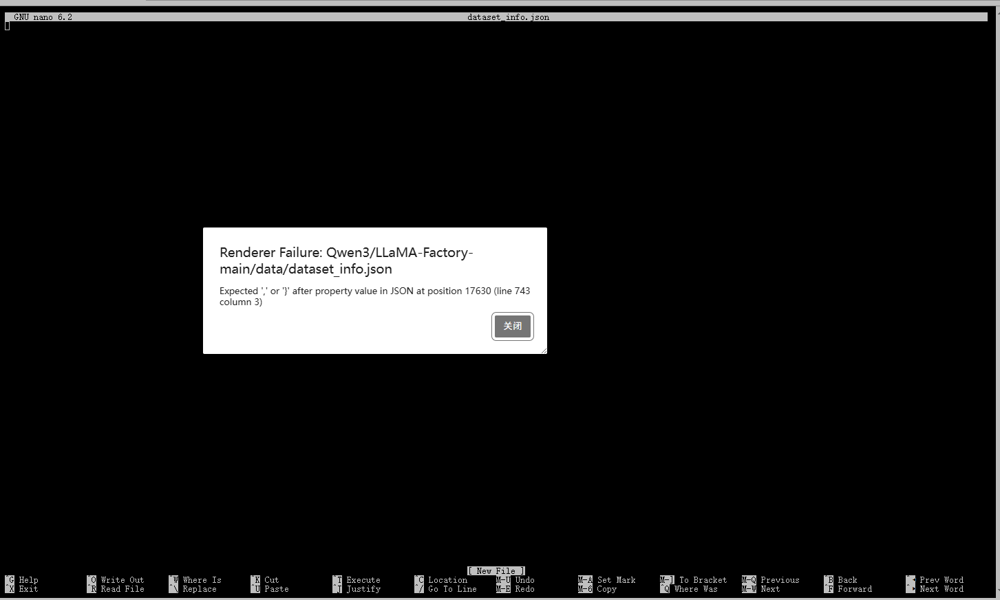 GNU nano 6.2 dataset_info.json
Renderer Failure: Qwen3/LLaMA-Factory-
main/data/dataset_info.json
Expected ',' or '}' after property value in JSON at position 17630 (line 743
column 3)
关闭
[ New File ]
^G Help ^O Write Out ^W Where Is ^K Cut ^T Execute ^C Location M-U Undo M-A Set Mark M-] To Bracket M-Q Previous ^B Back ^◂ Prev Word
^X Exit ^R Read File ^\ Replace ^U Paste ^J Justify ^/ Go To Line M-E Redo M-6 Copy ^Q Where Was M-W Next ^F Forward ^▸ Next Word